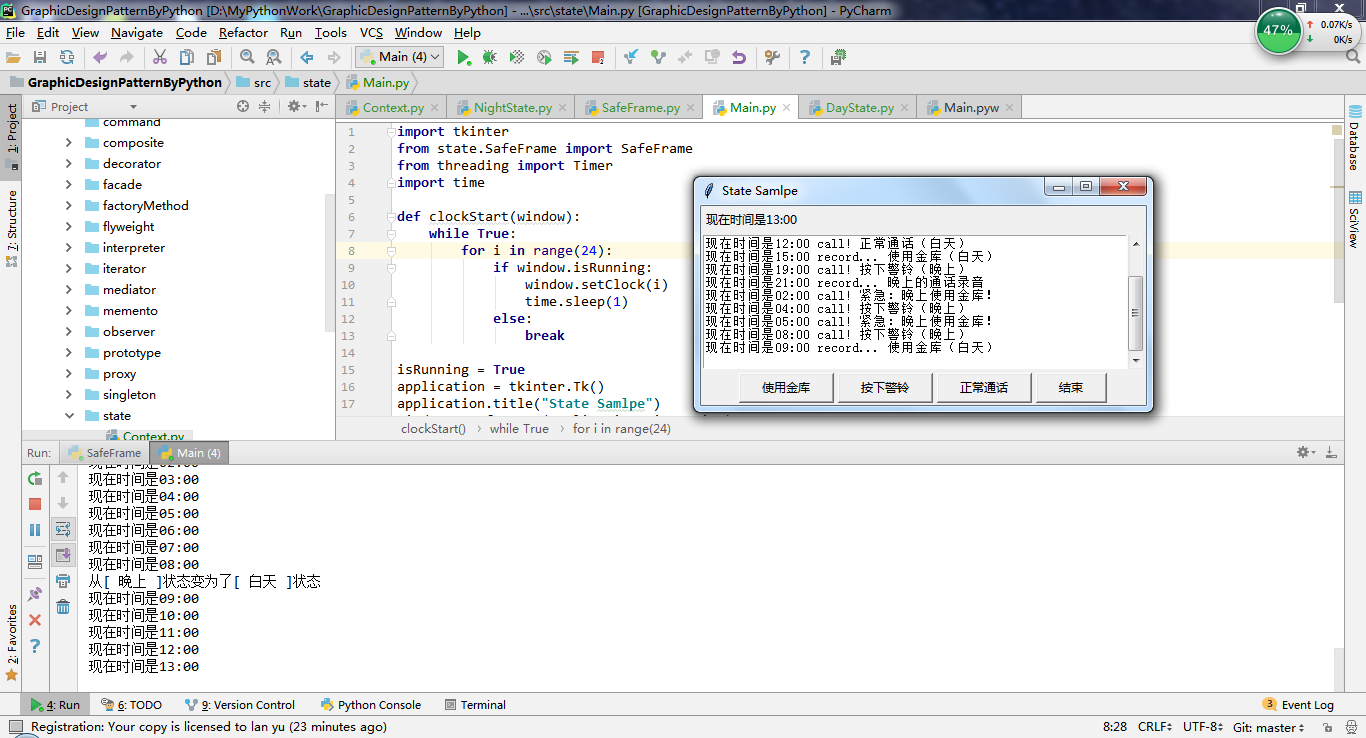 GraphicDesignPatternByPython [D:\MyPythonWork\GraphicDesignPatternByPython] - ...\src\state\Main.py [GraphicDesignPatternByPython] - PyCharm
File Edit View Navigate Code Refactor Run Tools VCS Window Help
47% 0.07K/s
0K/s
Main (4)
GraphicDesignPatternByPython src state Main.py
Project
Context.py NightState.py SafeFrame.py Main.py DayState.py Main.pyw
1: Project
7: Structure
2: Favorites
Database
SciView
command
composite
decorator
facade
factoryMethod
flyweight
interpreter
iterator
mediator
memento
observer
prototype
proxy
singleton
state
Context.py
1 import tkinter
2 from state.SafeFrame import SafeFrame
3 from threading import Timer
4 import time
5
6 def clockStart(window):
7 while True:
8 for i in range(24):
9 if window.isRunning:
10 window.setClock(i)
11 time.sleep(1)
12 else:
13 break
14
15 isRunning = True
16 application = tkinter.Tk()
17 application.title("State Samlpe")
clockStart() while True for i in range(24)
State Samlpe
现在时间是13:00
现在时间是12:00 call! 正常通话（白天）
现在时间是15:00 record... 使用金库（白天）
现在时间是19:00 call! 按下警铃（晚上）
现在时间是21:00 record... 晚上的通话录音
现在时间是02:00 call! 紧急：晚上使用金库！
现在时间是04:00 call! 按下警铃（晚上）
现在时间是05:00 call! 紧急：晚上使用金库！
现在时间是08:00 call! 按下警铃（晚上）
现在时间是09:00 record... 使用金库（白天）
使用金库 按下警铃 正常通话 结束
Run: SafeFrame Main (4)
现在时间是02:00
现在时间是03:00
现在时间是04:00
现在时间是05:00
现在时间是06:00
现在时间是07:00
现在时间是08:00
从[ 晚上 ]状态变为了[ 白天 ]状态
现在时间是09:00
现在时间是10:00
现在时间是11:00
现在时间是12:00
现在时间是13:00
4: Run 6: TODO 9: Version Control Python Console Terminal 3 Event Log
Registration: Your copy is licensed to lan yu (23 minutes ago) 8:28 CRLF UTF-8 Git: master